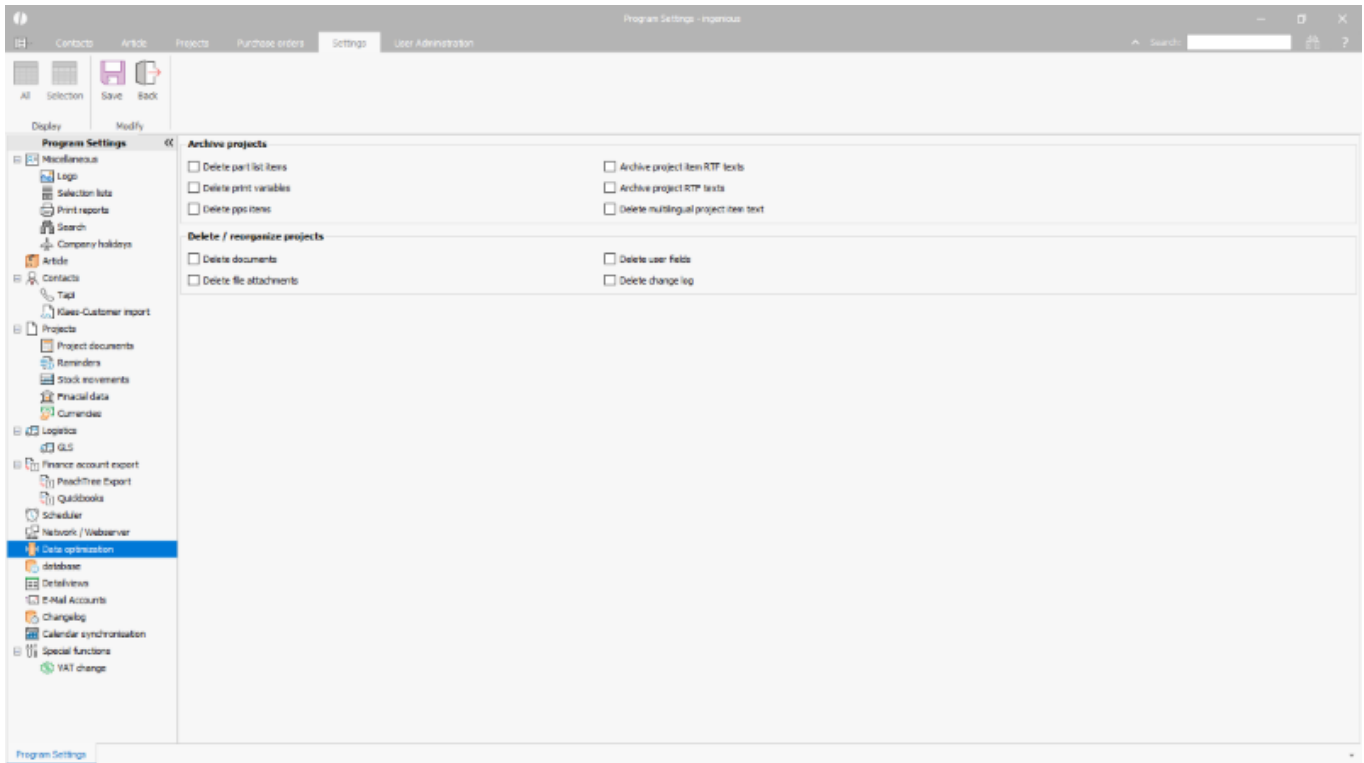 Program Settings - ingenious
Contacts Article Projects Purchase orders Settings User Administration Search: ?
All Selection Save Back
Display Modify
Program Settings «
Miscellaneous
Logo
Selection lists
Print reports
Search
Company holidays
Article
Contacts
Tapi
Klaes-Customer import
Projects
Project documents
Reminders
Stock movements
Finacial data
Currencies
Logistics
GLS
Finance account export
PeachTree Export
Quickbooks
Scheduler
Network / Webserver
Data optimization
database
Detailviews
E-Mail Accounts
Changelog
Calendar synchronisation
Special functions
VAT change
Archive projects
Delete part list items Archive project item RTF texts
Delete print variables Archive project RTF texts
Delete pps items Delete multilingual project item text
Delete / reorganize projects
Delete documents Delete user fields
Delete file attachments Delete change log
Program Settings